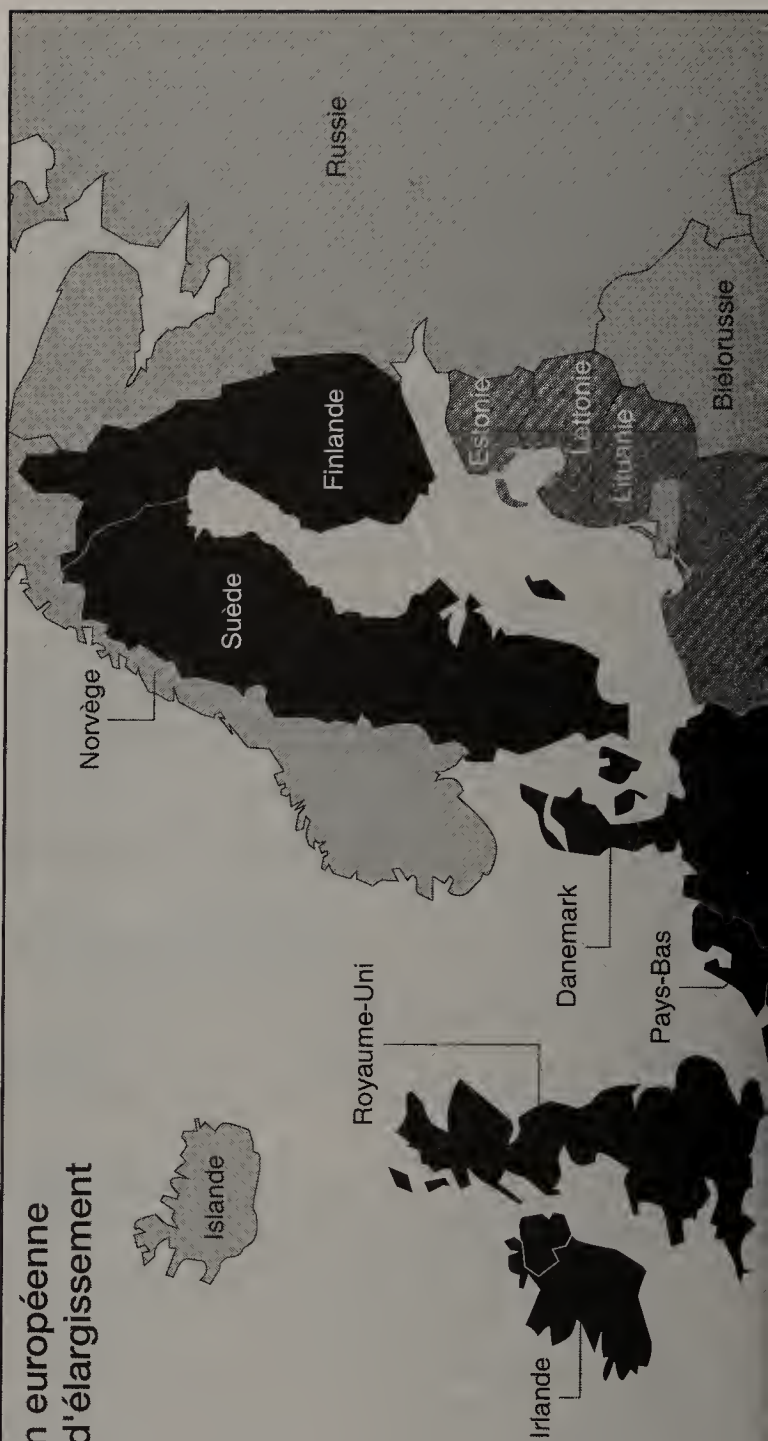 n européenne
d'élargissement
Islande
Norvège
Suède
Finlande
Russie
Royaume-Uni
Irlande
Danemark
Pays-Bas
Estonie
Lettonie
Lituanie
Biélorussie